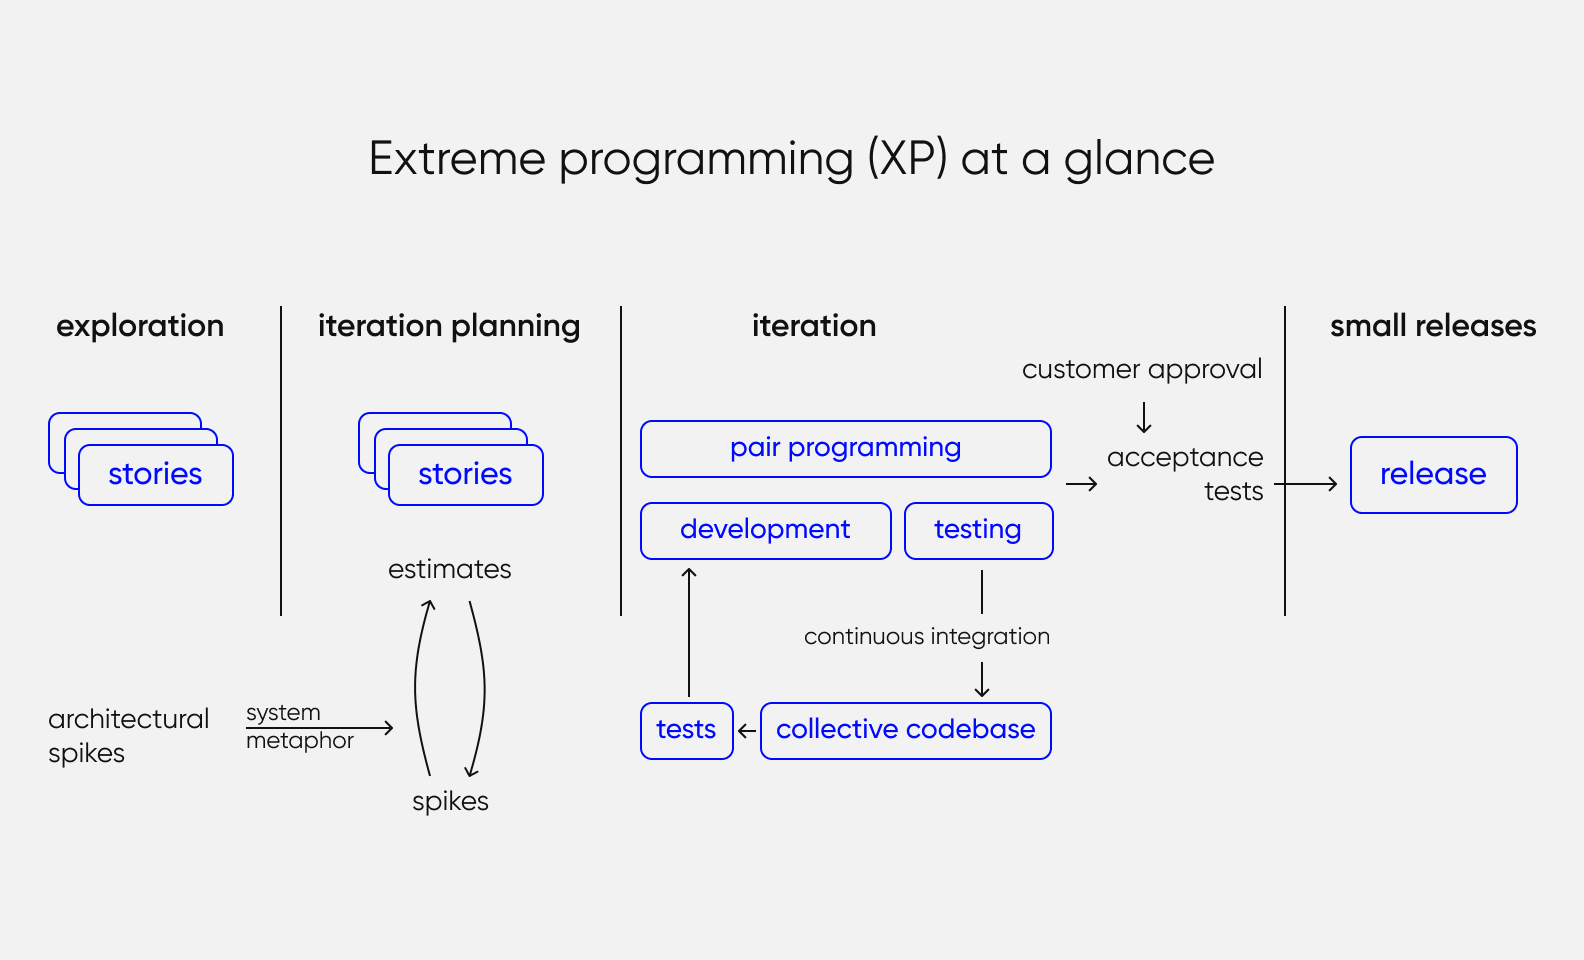 Extreme programming (XP) at a glance
exploration
stories
architectural
spikes
system
metaphor
iteration planning
stories
estimates
spikes
iteration
pair programming
development
testing
continuous integration
tests
collective codebase
customer approval
acceptance
tests
small releases
release